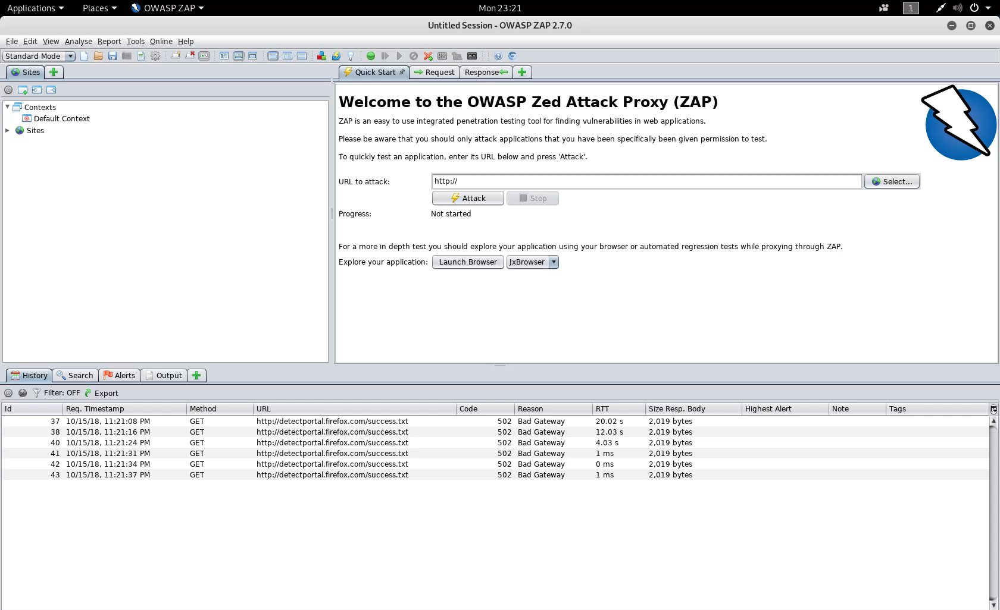 Applications Places OWASP ZAP Mon 23:21 1
Untitled Session - OWASP ZAP 2.7.0
File Edit View Analyse Report Tools Online Help
Standard Mode
Sites Quick Start Request Response
Contexts
Default Context
Sites
Welcome to the OWASP Zed Attack Proxy (ZAP)
ZAP is an easy to use integrated penetration testing tool for finding vulnerabilities in web applications.
Please be aware that you should only attack applications that you have been specifically been given permission to test.
To quickly test an application, enter its URL below and press 'Attack'.
URL to attack: http:// Select...
Attack Stop
Progress: Not started
For a more in depth test you should explore your application using your browser or automated regression tests while proxying through ZAP.
Explore your application: Launch Browser JxBrowser
History Search Alerts Output
Filter: OFF Export
Id Req. Timestamp Method URL Code Reason RTT Size Resp. Body Highest Alert Note Tags
37 10/15/18, 11:21:08 PM GET http://detectportal.firefox.com/success.txt 502 Bad Gateway 20.02 s 2,019 bytes
38 10/15/18, 11:21:16 PM GET http://detectportal.firefox.com/success.txt 502 Bad Gateway 12.03 s 2,019 bytes
40 10/15/18, 11:21:24 PM GET http://detectportal.firefox.com/success.txt 502 Bad Gateway 4.03 s 2,019 bytes
41 10/15/18, 11:21:31 PM GET http://detectportal.firefox.com/success.txt 502 Bad Gateway 1 ms 2,019 bytes
42 10/15/18, 11:21:34 PM GET http://detectportal.firefox.com/success.txt 502 Bad Gateway 0 ms 2,019 bytes
43 10/15/18, 11:21:37 PM GET http://detectportal.firefox.com/success.txt 502 Bad Gateway 1 ms 2,019 bytes